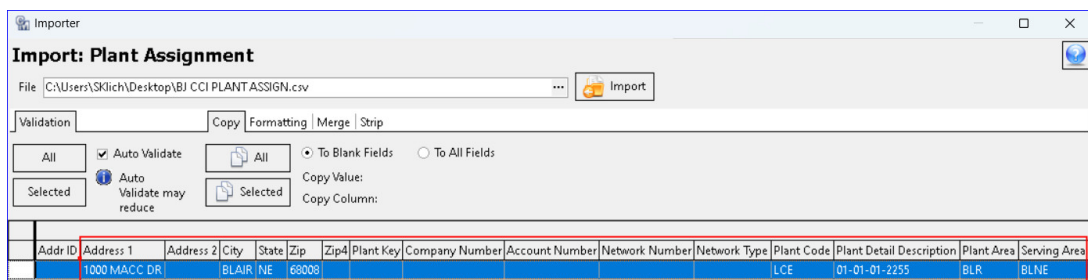 Importer
Import: Plant Assignment
File C:\Users\SKlich\Desktop\BJ CCI PLANT ASSIGN.csv ... Import
Validation Copy Formatting Merge Strip
All Auto Validate All To Blank Fields To All Fields
Auto Validate may reduce Copy Value:
Selected Selected Copy Column:
Addr ID Address 1 Address 2 City State Zip Zip4 Plant Key Company Number Account Number Network Number Network Type Plant Code Plant Detail Description Plant Area Serving Area
1000 MACC DR BLAIR NE 68008 LCE 01-01-01-2255 BLR BLNE